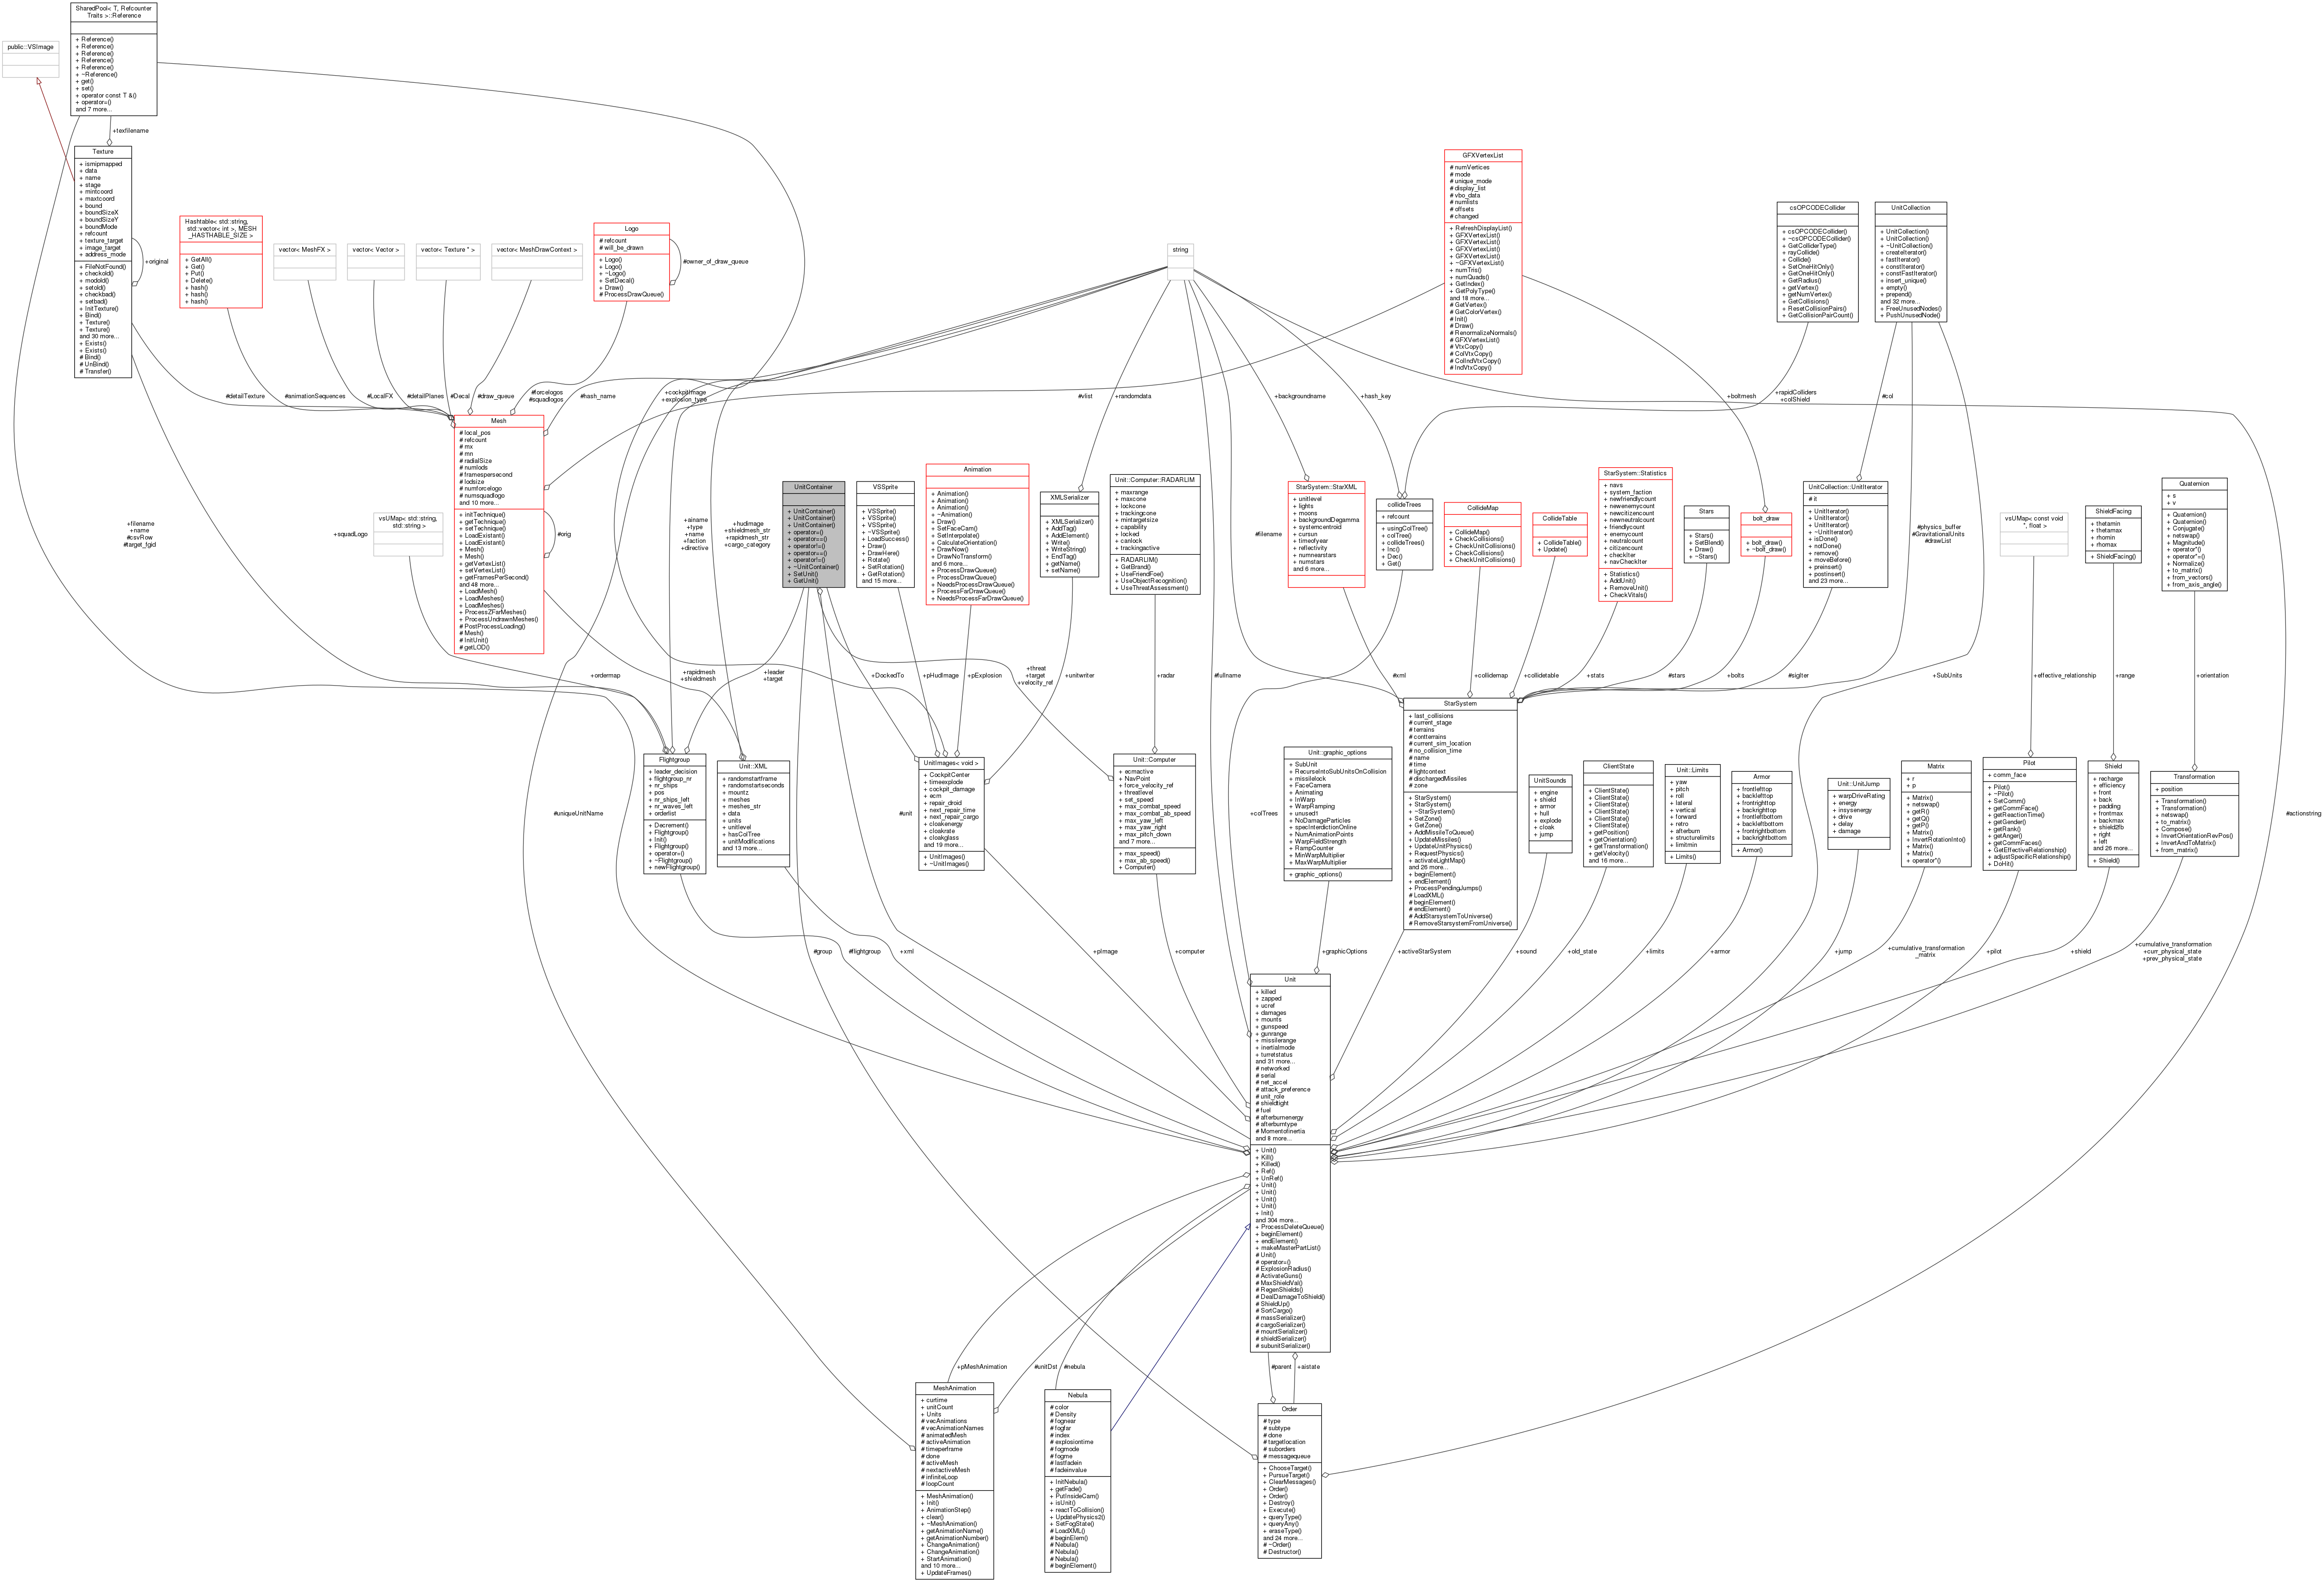 SharedPool< T, Refcounter
Traits >::Reference
+ Reference()
+ Reference()
+ Reference()
+ Reference()
+ Reference()
+ ~Reference()
+ get()
+ set()
+ operator const T &()
+ operator=()
and 7 more...
public::VSImage
+texfilename
Texture
+ ismipmapped
+ data
+ name
+ stage
+ mintcoord
+ maxtcoord
+ bound
+ boundSizeX
+ boundSizeY
+ boundMode
+ refcount
+ texture_target
+ image_target
+ address_mode
+ FileNotFound()
+ checkold()
+ modold()
+ setold()
+ checkbad()
+ setbad()
+ InitTexture()
+ Bind()
+ Texture()
+ Texture()
and 30 more...
+ Exists()
+ Exists()
# Bind()
# UnBind()
# Transfer()
+original
Hashtable< std::string,
std::vector< int >, MESH
_HASTHABLE_SIZE >
+ GetAll()
+ Get()
+ Put()
+ Delete()
+ hash()
+ hash()
+ hash()
vector< MeshFX >
vector< Vector >
vector< Texture * >
vector< MeshDrawContext >
Logo
# refcount
# will_be_drawn
+ Logo()
+ Logo()
+ ~Logo()
+ SetDecal()
+ Draw()
# ProcessDrawQueue()
#owner_of_draw_queue
string
GFXVertexList
# numVertices
# mode
# unique_mode
# display_list
# vbo_data
# numlists
# offsets
# changed
+ RefreshDisplayList()
+ GFXVertexList()
+ GFXVertexList()
+ GFXVertexList()
+ GFXVertexList()
+ ~GFXVertexList()
+ numTris()
+ numQuads()
+ GetIndex()
+ GetPolyType()
and 18 more...
# GetVertex()
# GetColorVertex()
# Init()
# Draw()
# RenormalizeNormals()
# GFXVertexList()
# VtxCopy()
# ColVtxCopy()
# ColIndVtxCopy()
# IndVtxCopy()
csOPCODECollider
+ csOPCODECollider()
+ ~csOPCODECollider()
+ GetColliderType()
+ rayCollide()
+ Collide()
+ SetOneHitOnly()
+ GetOneHitOnly()
+ GetRadius()
+ getVertex()
+ getNumVertex()
+ GetCollisions()
+ ResetCollisionPairs()
+ GetCollisionPairCount()
UnitCollection
+ UnitCollection()
+ UnitCollection()
+ ~UnitCollection()
+ createIterator()
+ fastIterator()
+ constIterator()
+ constFastIterator()
+ insert_unique()
+ empty()
+ prepend()
and 32 more...
+ FreeUnusedNodes()
+ PushUnusedNode()
#detailTexture
#animationSequences
#LocalFX
#detailPlanes
#Decal
#draw_queue
#forcelogos
#squadlogos
#hash_name
+cockpitImage
+explosion_type
#vlist
+randomdata
#filename
+backgroundname
+hash_key
+rapidColliders
+colShield
+boltmesh
#col
Mesh
# local_pos
# refcount
# mx
# mn
# radialSize
# numlods
# framespersecond
# lodsize
# numforcelogo
# numsquadlogo
and 10 more...
+ initTechnique()
+ getTechnique()
+ setTechnique()
+ LoadExistant()
+ LoadExistant()
+ Mesh()
+ Mesh()
+ getVertexList()
+ setVertexList()
+ getFramesPerSecond()
and 48 more...
+ LoadMesh()
+ LoadMeshes()
+ LoadMeshes()
+ ProcessZFarMeshes()
+ ProcessUndrawnMeshes()
# PostProcessLoading()
# Mesh()
# InitUnit()
# getLOD()
#orig
+filename
+name
#csvRow
#target_fgid
+squadLogo
vsUMap< std::string,
std::string >
+ainame
+type
+name
+faction
+directive
+hudimage
+shieldmesh_str
+rapidmesh_str
+cargo_category
UnitContainer
+ UnitContainer()
+ UnitContainer()
+ UnitContainer()
+ operator=()
+ operator==()
+ operator!=()
+ operator==()
+ operator!=()
+ ~UnitContainer()
+ SetUnit()
+ GetUnit()
VSSprite
+ VSSprite()
+ VSSprite()
+ VSSprite()
+ ~VSSprite()
+ LoadSuccess()
+ Draw()
+ DrawHere()
+ Rotate()
+ SetRotation()
+ GetRotation()
and 15 more...
Animation
+ Animation()
+ Animation()
+ Animation()
+ ~Animation()
+ Draw()
+ SetFaceCam()
+ SetInterpolate()
+ CalculateOrientation()
+ DrawNow()
+ DrawNoTransform()
and 6 more...
+ ProcessDrawQueue()
+ ProcessDrawQueue()
+ NeedsProcessDrawQueue()
+ ProcessFarDrawQueue()
+ NeedsProcessFarDrawQueue()
XMLSerializer
+ XMLSerializer()
+ AddTag()
+ AddElement()
+ Write()
+ WriteString()
+ EndTag()
+ getName()
+ setName()
Unit::Computer::RADARLIM
+ maxrange
+ maxcone
+ lockcone
+ trackingcone
+ mintargetsize
+ capability
+ locked
+ canlock
+ trackingactive
+ RADARLIM()
+ GetBrand()
+ UseFriendFoe()
+ UseObjectRecognition()
+ UseThreatAssessment()
StarSystem::StarXML
+ unitlevel
+ lights
+ moons
+ backgroundDegamma
+ systemcentroid
+ cursun
+ timeofyear
+ reflectivity
+ numnearstars
+ numstars
and 6 more...
collideTrees
+ refcount
+ usingColTree()
+ colTree()
+ collideTrees()
+ Inc()
+ Dec()
+ Get()
CollideMap
+ CollideMap()
+ CheckCollisions()
+ CheckUnitCollisions()
+ CheckCollisions()
+ CheckUnitCollisions()
CollideTable
+ CollideTable()
+ Update()
StarSystem::Statistics
+ navs
+ system_faction
+ newfriendlycount
+ newenemycount
+ newcitizencount
+ newneutralcount
+ friendlycount
+ enemycount
+ neutralcount
+ citizencount
+ checkIter
+ navCheckIter
+ Statistics()
+ AddUnit()
+ RemoveUnit()
+ CheckVitals()
Stars
+ Stars()
+ SetBlend()
+ Draw()
+ ~Stars()
bolt_draw
+ bolt_draw()
+ ~bolt_draw()
UnitCollection::UnitIterator
# it
+ UnitIterator()
+ UnitIterator()
+ UnitIterator()
+ ~UnitIterator()
+ isDone()
+ notDone()
+ remove()
+ moveBefore()
+ preinsert()
+ postinsert()
and 23 more...
#physics_buffer
#GravitationalUnits
#drawList
vsUMap< const void
*, float >
ShieldFacing
+ thetamin
+ thetamax
+ rhomin
+ rhomax
+ ShieldFacing()
Quaternion
+ s
+ v
+ Quaternion()
+ Quaternion()
+ Conjugate()
+ netswap()
+ Magnitude()
+ operator*()
+ operator*=()
+ Normalize()
+ to_matrix()
+ from_vectors()
+ from_axis_angle()
+ordermap
+rapidmesh
+shieldmesh
+leader
+target
+DockedTo
+pHudImage
+pExplosion
+threat
+target
+velocity_ref
+unitwriter
+radar
#fullname
#xml
+collidemap
+collidetable
+stats
#stars
+bolts
#sigIter
+SubUnits
+effective_relationship
+range
+orientation
#uniqueUnitName
Flightgroup
+ leader_decision
+ flightgroup_nr
+ nr_ships
+ pos
+ nr_ships_left
+ nr_waves_left
+ orderlist
+ Decrement()
+ Flightgroup()
+ Init()
+ Flightgroup()
+ operator=()
+ ~Flightgroup()
+ newFlightgroup()
Unit::XML
+ randomstartframe
+ randomstartseconds
+ mountz
+ meshes
+ meshes_str
+ data
+ units
+ unitlevel
+ hasColTree
+ unitModifications
and 13 more...
#unit
UnitImages< void >
+ CockpitCenter
+ timeexplode
+ cockpit_damage
+ ecm
+ repair_droid
+ next_repair_time
+ next_repair_cargo
+ cloakenergy
+ cloakrate
+ cloakglass
and 19 more...
+ UnitImages()
+ ~UnitImages()
Unit::Computer
+ ecmactive
+ NavPoint
+ force_velocity_ref
+ threatlevel
+ set_speed
+ max_combat_speed
+ max_combat_ab_speed
+ max_yaw_left
+ max_yaw_right
+ max_pitch_down
and 7 more...
+ max_speed()
+ max_ab_speed()
+ Computer()
+colTrees
Unit::graphic_options
+ SubUnit
+ RecurseIntoSubUnitsOnCollision
+ missilelock
+ FaceCamera
+ Animating
+ InWarp
+ WarpRamping
+ unused1
+ NoDamageParticles
+ specInterdictionOnline
+ NumAnimationPoints
+ WarpFieldStrength
+ RampCounter
+ MinWarpMultiplier
+ MaxWarpMultiplier
+ graphic_options()
StarSystem
+ last_collisions
# current_stage
# terrains
# contterrains
# current_sim_location
# no_collision_time
# name
# time
# lightcontext
# dischargedMissiles
# zone
+ StarSystem()
+ StarSystem()
+ ~StarSystem()
+ SetZone()
+ GetZone()
+ AddMissileToQueue()
+ UpdateMissiles()
+ UpdateUnitPhysics()
+ RequestPhysics()
+ activateLightMap()
and 26 more...
+ beginElement()
+ endElement()
+ ProcessPendingJumps()
# LoadXML()
# beginElement()
# endElement()
# AddStarsystemToUniverse()
# RemoveStarsystemFromUniverse()
UnitSounds
+ engine
+ shield
+ armor
+ hull
+ explode
+ cloak
+ jump
ClientState
+ ClientState()
+ ClientState()
+ ClientState()
+ ClientState()
+ ClientState()
+ ClientState()
+ getPosition()
+ getOrientation()
+ getTransformation()
+ getVelocity()
and 16 more...
Unit::Limits
+ yaw
+ pitch
+ roll
+ lateral
+ vertical
+ forward
+ retro
+ afterburn
+ structurelimits
+ limitmin
+ Limits()
Armor
+ frontlefttop
+ backlefttop
+ frontrighttop
+ backrighttop
+ frontleftbottom
+ backleftbottom
+ frontrightbottom
+ backrightbottom
+ Armor()
Unit::UnitJump
+ warpDriveRating
+ energy
+ insysenergy
+ drive
+ delay
+ damage
Matrix
+ r
+ p
+ Matrix()
+ netswap()
+ getR()
+ getQ()
+ getP()
+ Matrix()
+ InvertRotationInto()
+ Matrix()
+ Matrix()
+ operator*()
Pilot
+ comm_face
+ Pilot()
+ ~Pilot()
+ SetComm()
+ getCommFace()
+ getReactionTime()
+ getGender()
+ getRank()
+ getAnger()
+ getCommFaces()
+ GetEffectiveRelationship()
+ adjustSpecificRelationship()
+ DoHit()
Shield
+ recharge
+ efficiency
+ front
+ back
+ padding
+ frontmax
+ backmax
+ shield2fb
+ right
+ left
and 26 more...
+ Shield()
Transformation
+ position
+ Transformation()
+ Transformation()
+ netswap()
+ to_matrix()
+ Compose()
+ InvertOrientationRevPos()
+ InvertAndToMatrix()
+ from_matrix()
#actionstring
#group
#flightgroup
+xml
+pImage
+computer
+graphicOptions
+activeStarSystem
+sound
+old_state
+limits
+armor
+jump
+cumulative_transformation
_matrix
+pilot
+shield
+cumulative_transformation
+curr_physical_state
+prev_physical_state
Unit
+ killed
+ zapped
+ ucref
+ damages
+ mounts
+ gunspeed
+ gunrange
+ missilerange
+ inertialmode
+ turretstatus
and 31 more...
# networked
# serial
# net_accel
# attack_preference
# unit_role
# shieldtight
# fuel
# afterburnenergy
# afterburntype
# Momentofinertia
and 8 more...
+ Unit()
+ Kill()
+ Killed()
+ Ref()
+ UnRef()
+ Unit()
+ Unit()
+ Unit()
+ Unit()
+ Init()
and 304 more...
+ ProcessDeleteQueue()
+ beginElement()
+ endElement()
+ makeMasterPartList()
# Unit()
# operator=()
# ExplosionRadius()
# ActivateGuns()
# MaxShieldVal()
# RegenShields()
# DealDamageToShield()
# ShieldUp()
# SortCargo()
# massSerializer()
# cargoSerializer()
# mountSerializer()
# shieldSerializer()
# subunitSerializer()
+pMeshAnimation
#unitDst
#nebula
#parent
+aistate
MeshAnimation
+ curtime
+ unitCount
+ Units
# vecAnimations
# vecAnimationNames
# animatedMesh
# activeAnimation
# timeperframe
# done
# activeMesh
# nextactiveMesh
# infiniteLoop
# loopCount
+ MeshAnimation()
+ Init()
+ AnimationStep()
+ clear()
+ ~MeshAnimation()
+ getAnimationName()
+ getAnimationNumber()
+ ChangeAnimation()
+ ChangeAnimation()
+ StartAnimation()
and 10 more...
+ UpdateFrames()
Nebula
# color
# Density
# fognear
# fogfar
# index
# explosiontime
# fogmode
# fogme
# lastfadein
# fadeinvalue
+ InitNebula()
+ getFade()
+ PutInsideCam()
+ isUnit()
+ reactToCollision()
+ UpdatePhysics2()
+ SetFogState()
# LoadXML()
# beginElem()
# Nebula()
# Nebula()
# Nebula()
# beginElement()
Order
# type
# subtype
# done
# targetlocation
# suborders
# messagequeue
+ ChooseTarget()
+ PursueTarget()
+ ClearMessages()
+ Order()
+ Order()
+ Destroy()
+ Execute()
+ queryType()
+ queryAny()
+ eraseType()
and 24 more...
# ~Order()
# Destructor()